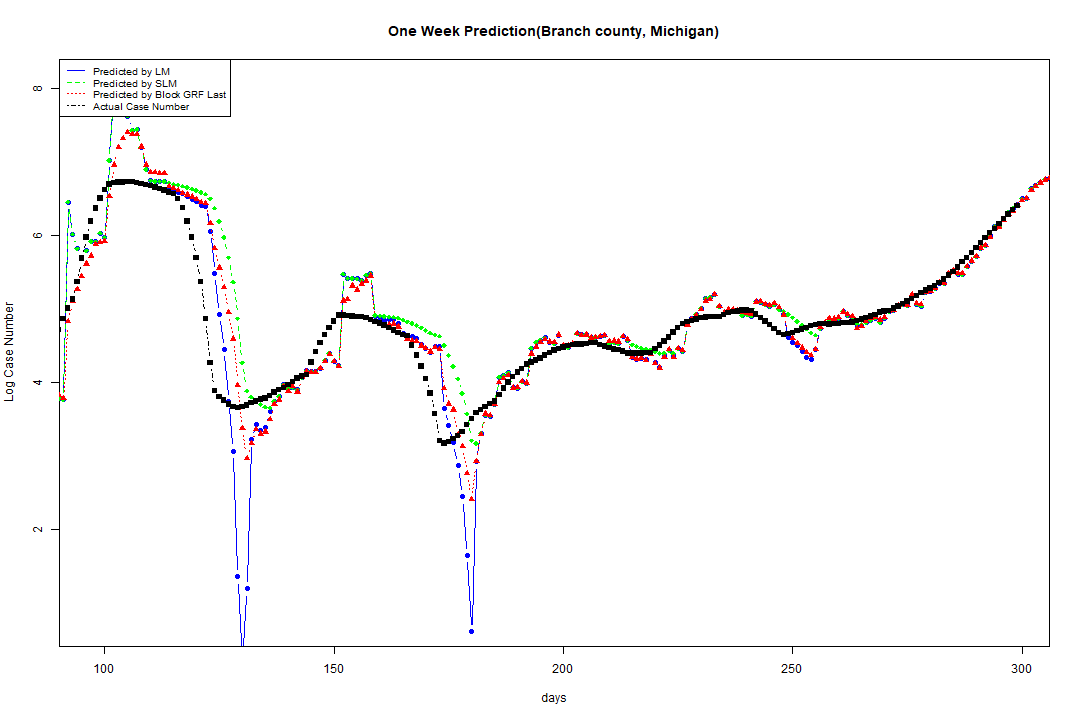 One Week Prediction(Branch county, Michigan)
Predicted by LM
Predicted by SLM
Predicted by Block GRF Last
Actual Case Number
8
6
4
2
Log Case Number
100 150 200 250 300
days